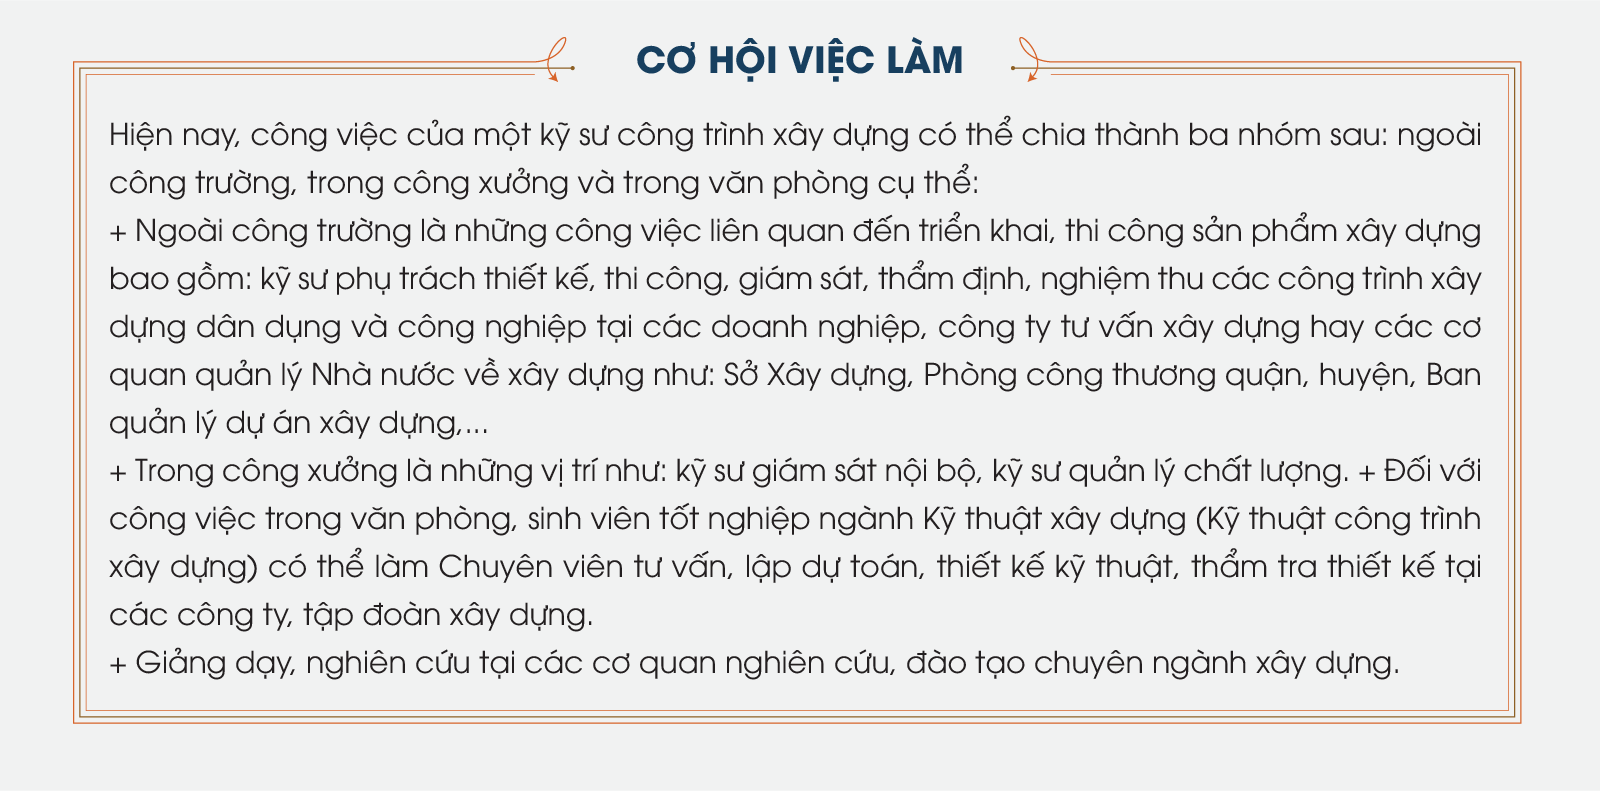 CƠ HỘI VIỆC LÀM
Hiện nay, công việc của một kỹ sư công trình xây dựng có thể chia thành ba nhóm sau: ngoài
công trường, trong công xưởng và trong văn phòng cụ thể:
+ Ngoài công trường là những công việc liên quan đến triển khai, thi công sản phẩm xây dựng
bao gồm: kỹ sư phụ trách thiết kế, thi công, giám sát, thẩm định, nghiệm thu các công trình xây
dựng dân dụng và công nghiệp tại các doanh nghiệp, công ty tư vấn xây dựng hay các cơ
quan quản lý Nhà nước về xây dựng như: Sở Xây dựng, Phòng công thương quận, huyện, Ban
quản lý dự án xây dựng,...
+ Trong công xưởng là những vị trí như: kỹ sư giám sát nội bộ, kỹ sư quản lý chất lượng. + Đối với
công việc trong văn phòng, sinh viên tốt nghiệp ngành Kỹ thuật xây dựng (Kỹ thuật công trình
xây dựng) có thể làm Chuyên viên tư vấn, lập dự toán, thiết kế kỹ thuật, thẩm tra thiết kế tại
các công ty, tập đoàn xây dựng.
+ Giảng dạy, nghiên cứu tại các cơ quan nghiên cứu, đào tạo chuyên ngành xây dựng.